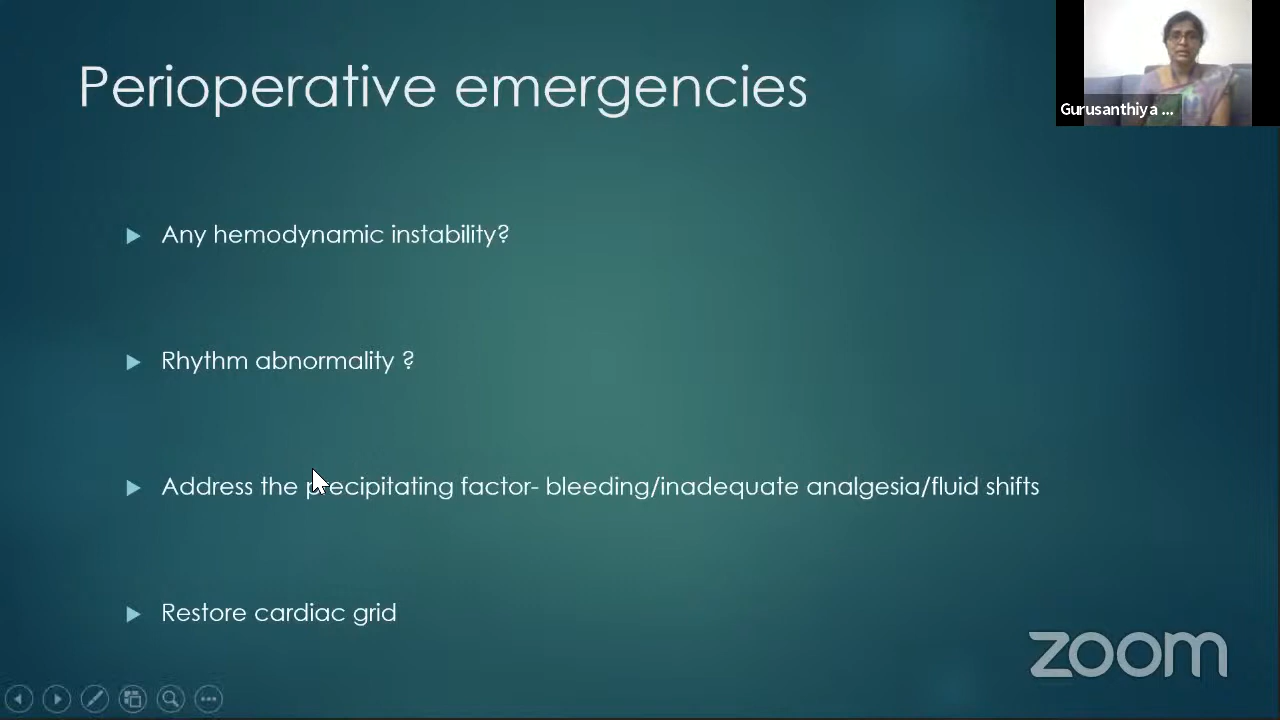 Perioperative emergencies
Gurusanthiya ...
Any hemodynamic instability?
Rhythm abnormality ?
Address the precipitating factor- bleeding/inadequate analgesia/fluid shifts
Restore cardiac grid
zoom